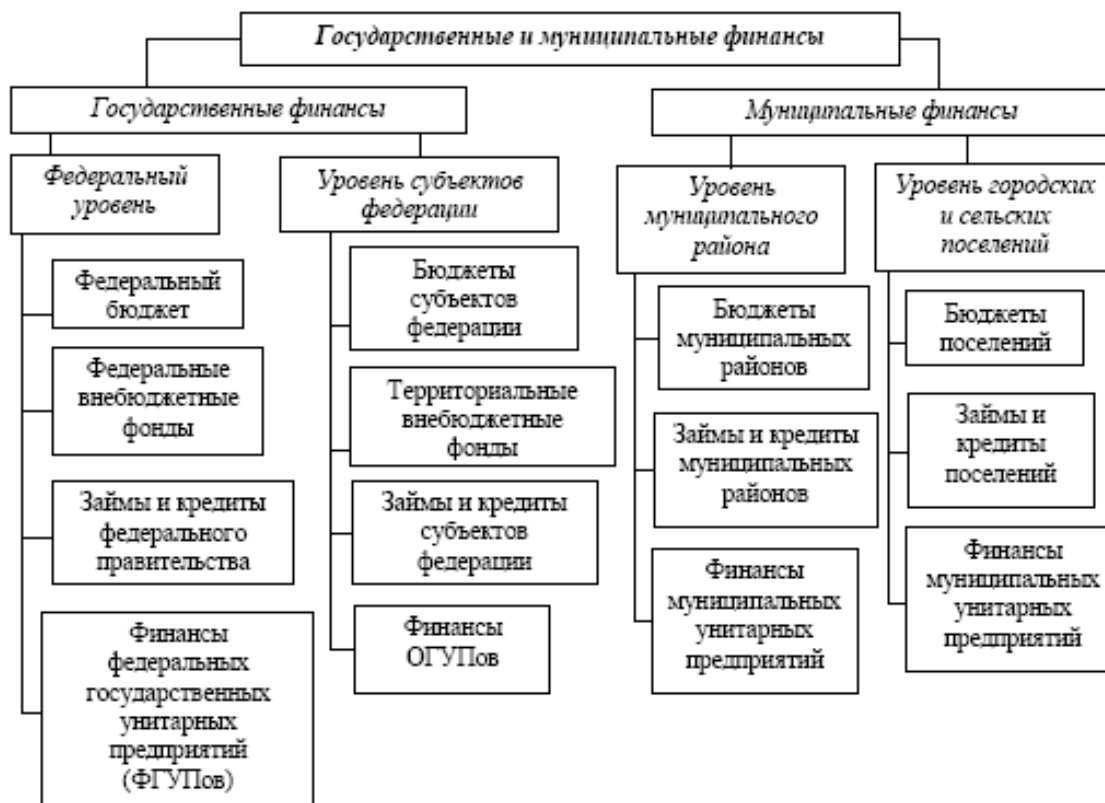 Государственные и муниципальные финансы
Государственные финансы
Муниципальные финансы
Федеральный
уровень
Уровень субъектов
федерации
Уровень
муниципального
района
Уровень городских
и сельских
поселений
Федеральный
бюджет
Федеральные
внебюджетные
фонды
Займы и кредиты
федерального
правительства
Финансы
федеральных
государственных
унитарных
предприятий
(ФГУПов)
Бюджеты
субъектов
федерации
Территориальные
внебюджетные
фонды
Займы и кредиты
субъектов
федерации
Финансы
ОГУПов
Бюджеты
муниципальных
районов
Займы и кредиты
муниципальных
районов
Финансы
муниципальных
унитарных
предприятий
Бюджеты
поселений
Займы и
кредиты
поселений
Финансы
муниципальных
унитарных
предприятий